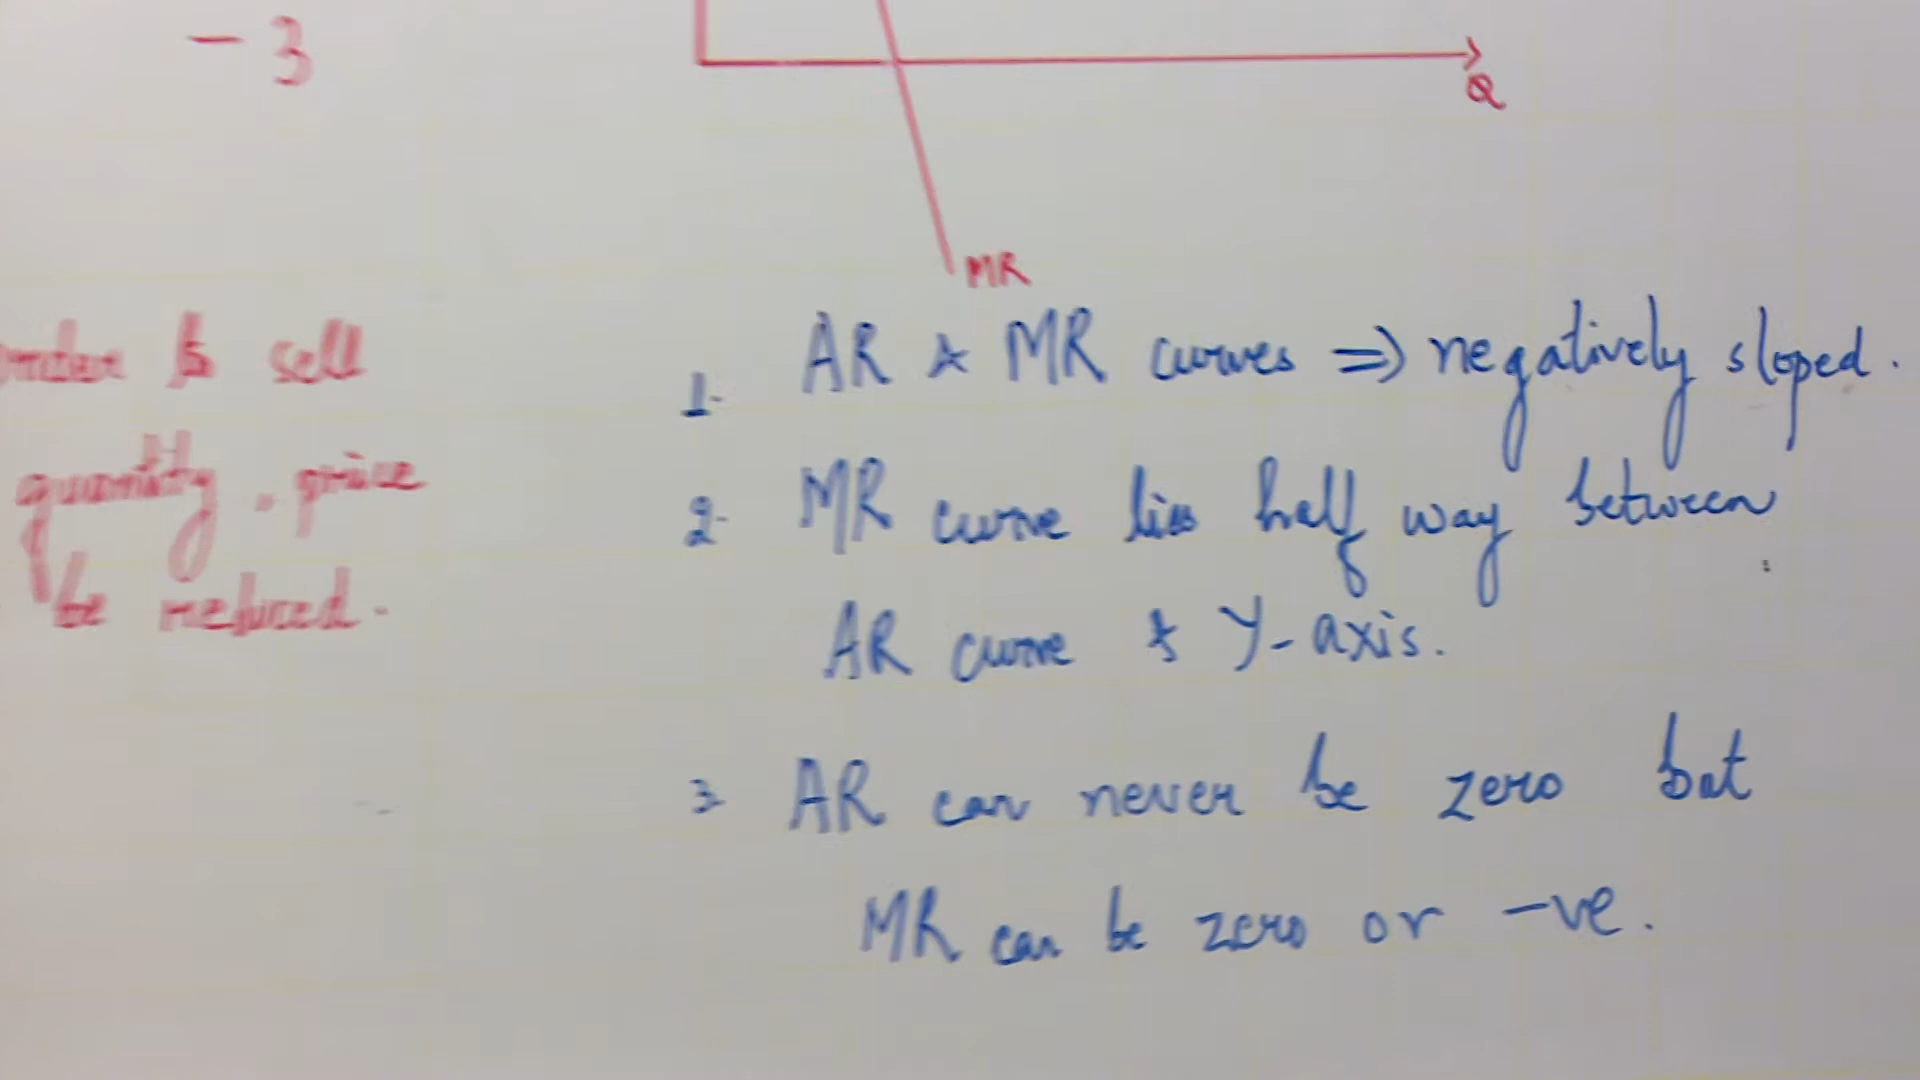 - 3
Q
MR
order to sell
quantity, price
be reduced.
1. AR & MR curves => negatively sloped.
2. MR curve lies half way between
AR curve & Y-axis.
3 AR can never be zero but
MR can be zero or -ve.